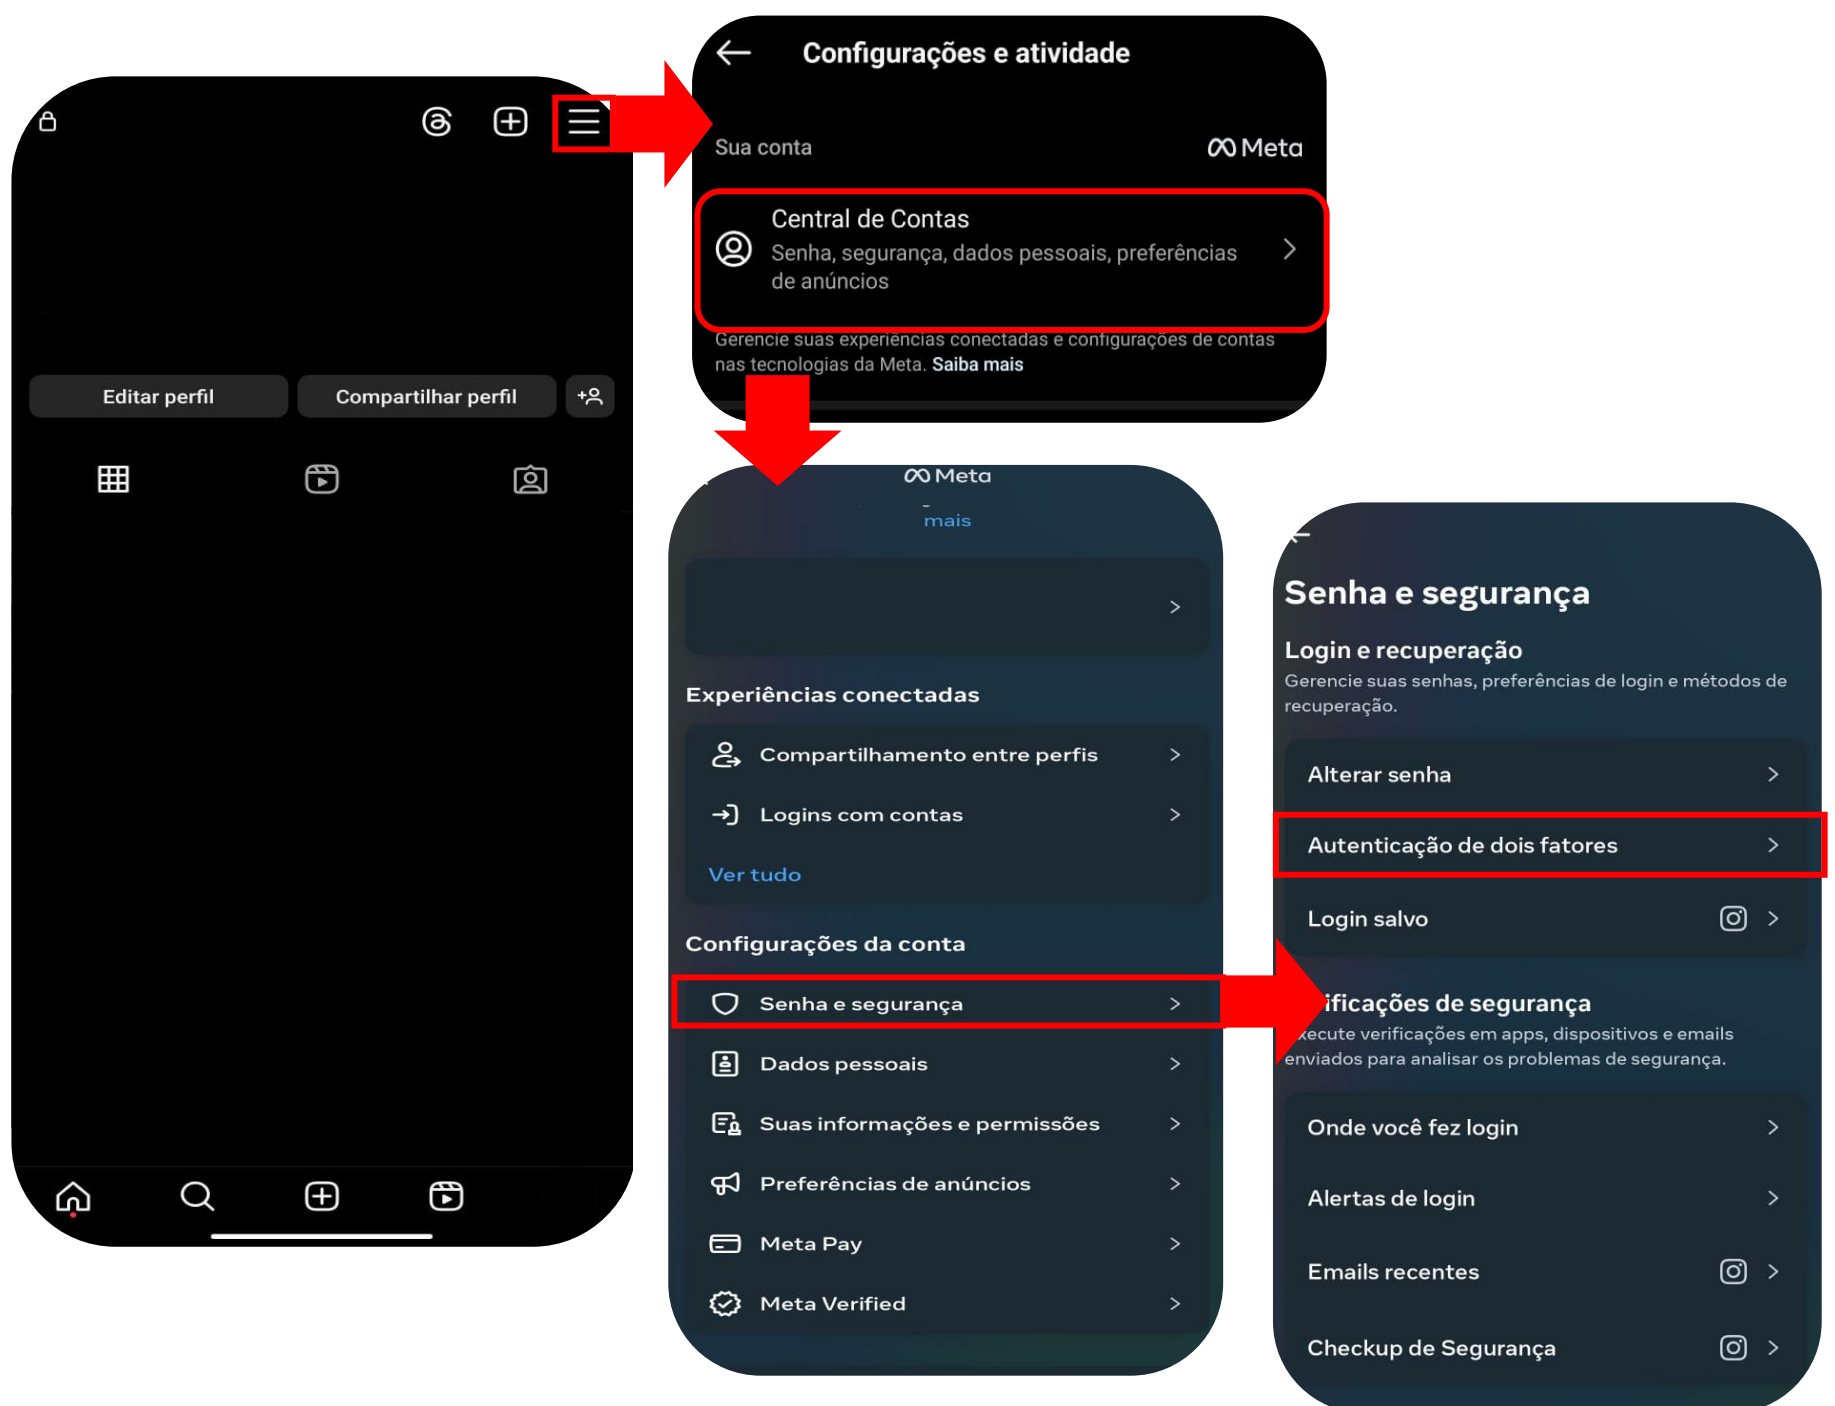 Editar perfil
Compartilhar perfil
Configurações e atividade
Sua conta
Meta
Central de Contas
Senha, segurança, dados pessoais, preferências
de anúncios
Gerencie suas experiências conectadas e configurações de contas
nas tecnologias da Meta. Saiba mais
Meta
mais
Experiências conectadas
Compartilhamento entre perfis
Logins com contas
Ver tudo
Configurações da conta
Senha e segurança
Dados pessoais
Suas informações e permissões
Preferências de anúncios
Meta Pay
Meta Verified
Senha e segurança
Login e recuperação
Gerencie suas senhas, preferências de login e métodos de
recuperação.
Alterar senha
Autenticação de dois fatores
Login salvo
ificações de segurança
xecute verificações em apps, dispositivos e emails
enviados para analisar os problemas de segurança.
Onde você fez login
Alertas de login
Emails recentes
Checkup de Segurança